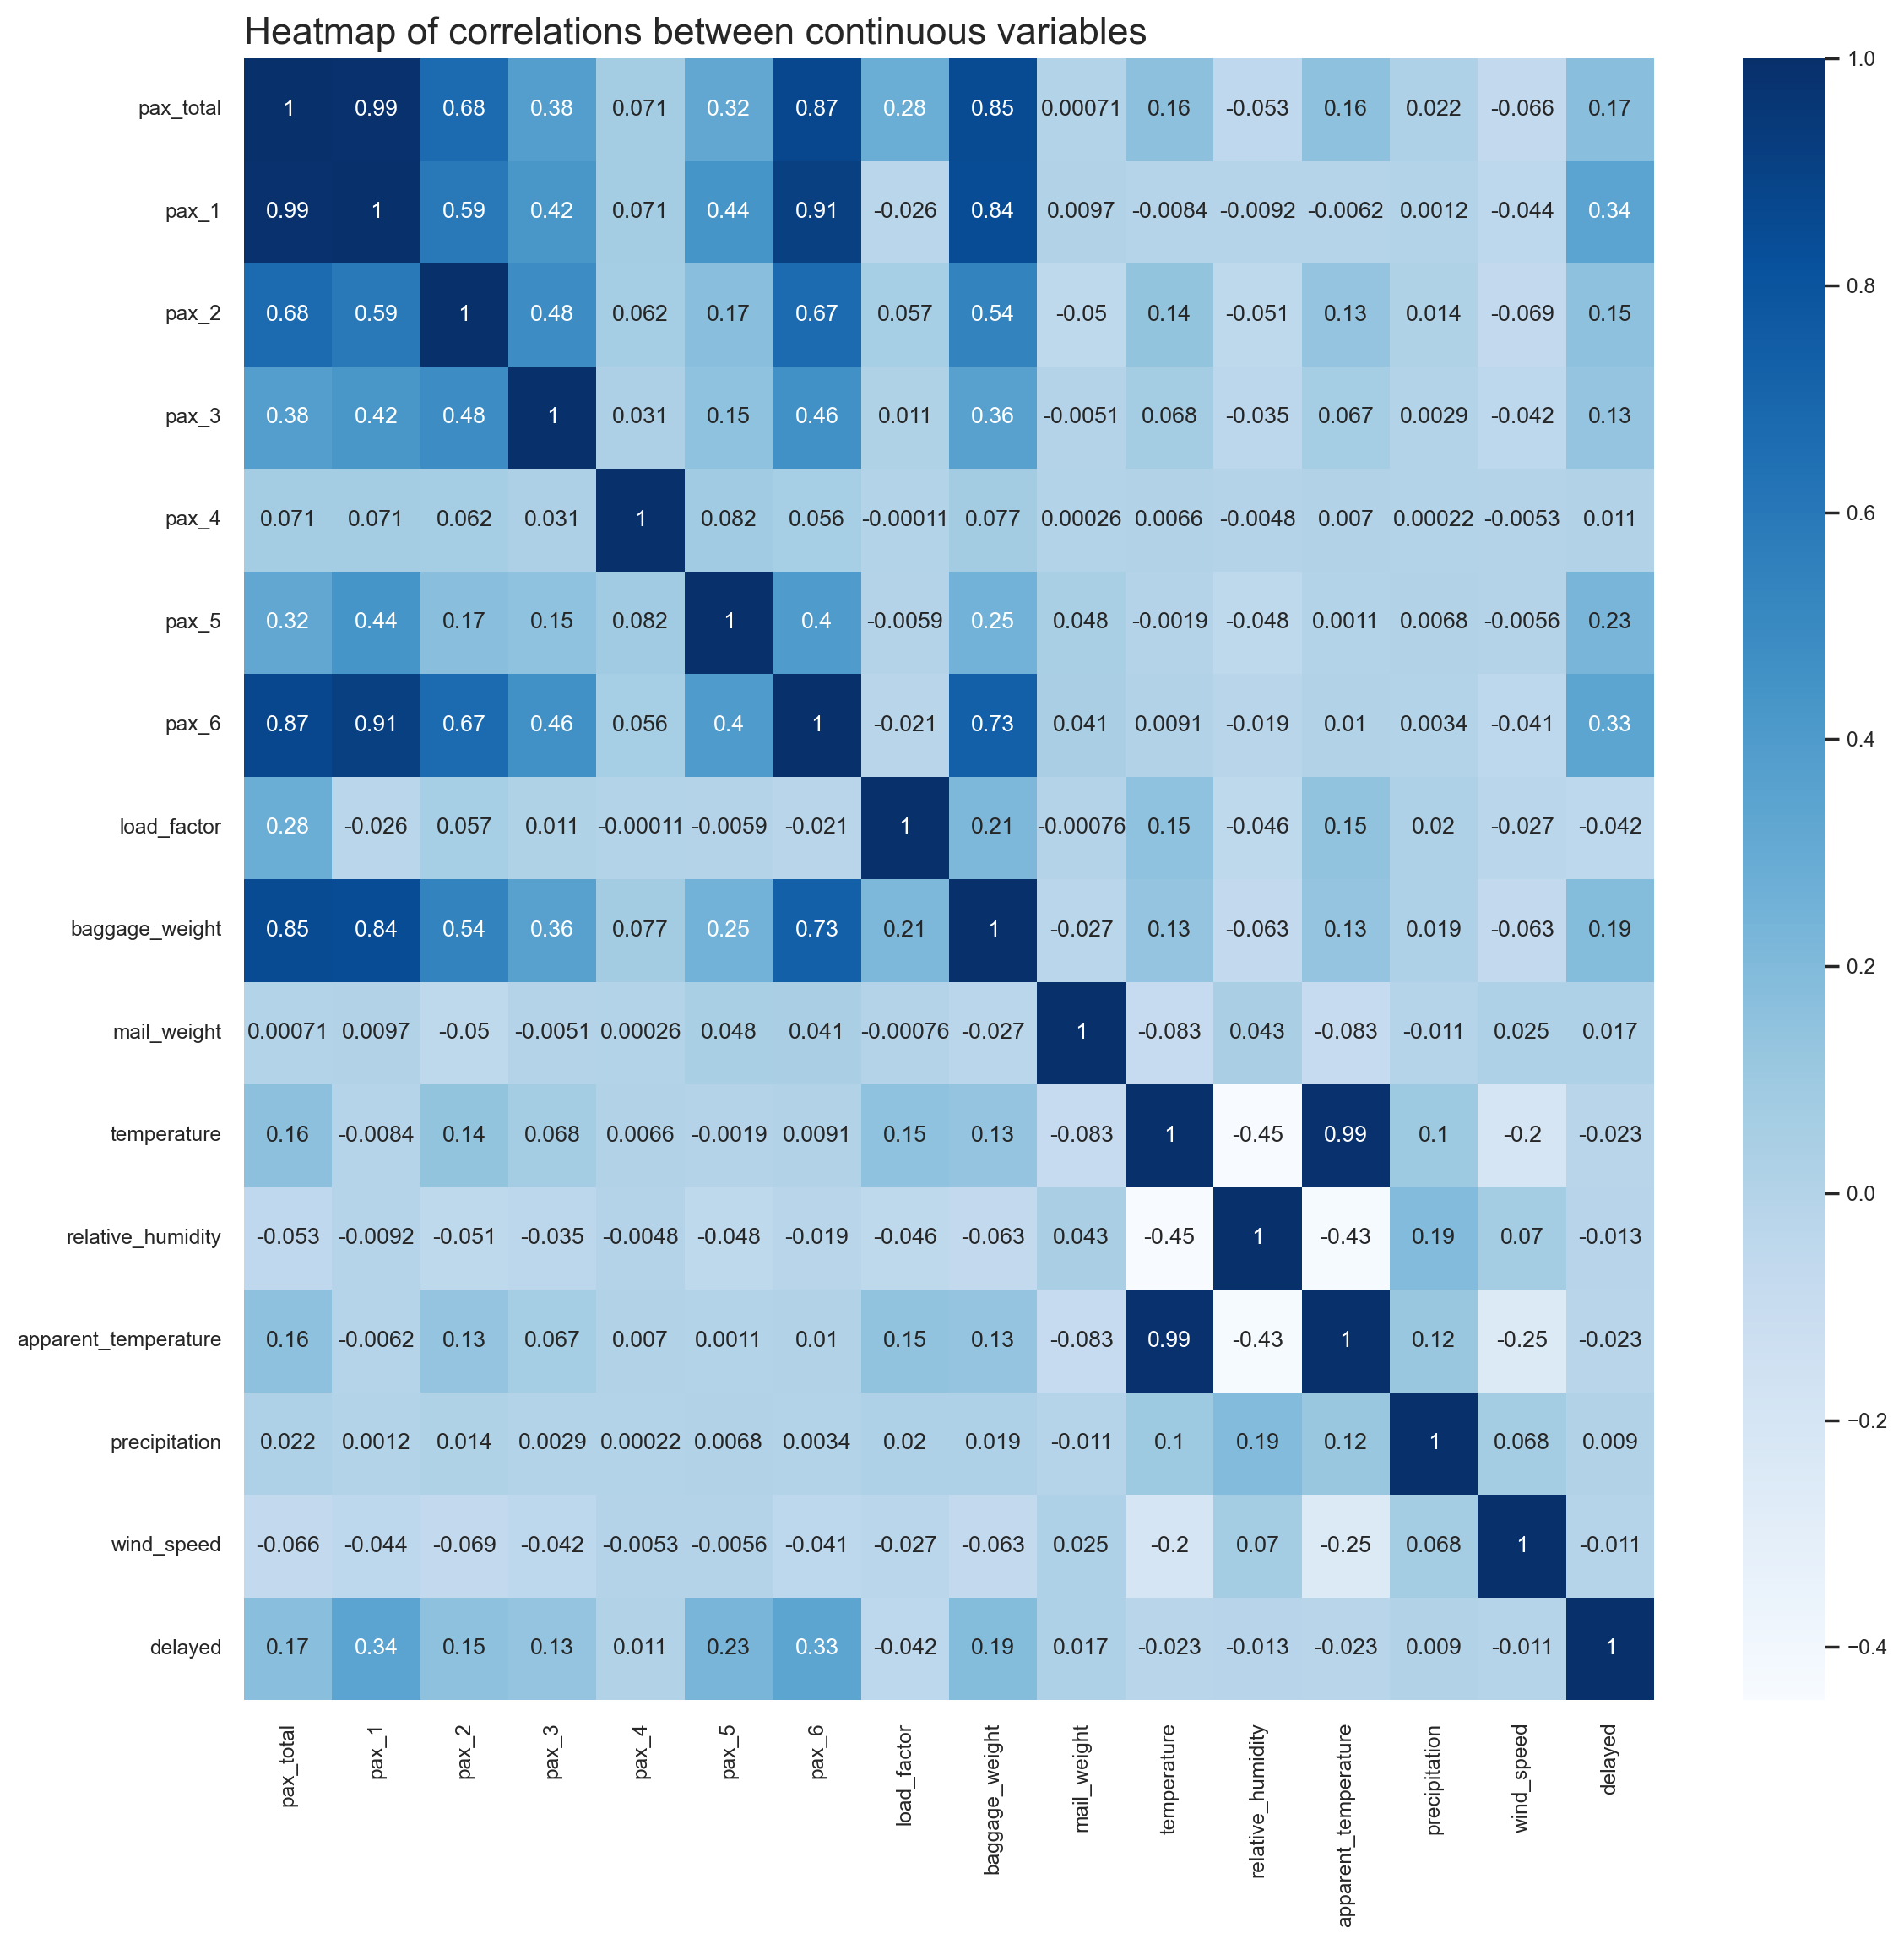 Heatmap of correlations between continuous variables
pax_total 1 0.99 0.68 0.38 0.071 0.32 0.87 0.28 0.85 0.00071 0.16 -0.053 0.16 0.022 -0.066 0.17
pax_1 0.99 1 0.59 0.42 0.071 0.44 0.91 -0.026 0.84 0.0097 -0.0084 -0.0092 -0.0062 0.0012 -0.044 0.34
pax_2 0.68 0.59 1 0.48 0.062 0.17 0.67 0.057 0.54 -0.05 0.14 -0.051 0.13 0.014 -0.069 0.15
pax_3 0.38 0.42 0.48 1 0.031 0.15 0.46 0.011 0.36 -0.0051 0.068 -0.035 0.067 0.0029 -0.042 0.13
pax_4 0.071 0.071 0.062 0.031 1 0.082 0.056 -0.00011 0.077 0.00026 0.0066 -0.0048 0.007 0.00022 -0.0053 0.011
pax_5 0.32 0.44 0.17 0.15 0.082 1 0.4 -0.0059 0.25 0.048 -0.0019 -0.048 0.0011 0.0068 -0.0056 0.23
pax_6 0.87 0.91 0.67 0.46 0.056 0.4 1 -0.021 0.73 0.041 0.0091 -0.019 0.01 0.0034 -0.041 0.33
load_factor 0.28 -0.026 0.057 0.011 -0.00011 -0.0059 -0.021 1 0.21 -0.00076 0.15 -0.046 0.15 0.02 -0.027 -0.042
baggage_weight 0.85 0.84 0.54 0.36 0.077 0.25 0.73 0.21 1 -0.027 0.13 -0.063 0.13 0.019 -0.063 0.19
mail_weight 0.00071 0.0097 -0.05 -0.0051 0.00026 0.048 0.041 -0.00076 -0.027 1 -0.083 0.043 -0.083 -0.011 0.025 0.017
temperature 0.16 -0.0084 0.14 0.068 0.0066 -0.0019 0.0091 0.15 0.13 -0.083 1 -0.45 0.99 0.1 -0.2 -0.023
relative_humidity -0.053 -0.0092 -0.051 -0.035 -0.0048 -0.048 -0.019 -0.046 -0.063 0.043 -0.45 1 -0.43 0.19 0.07 -0.013
apparent_temperature 0.16 -0.0062 0.13 0.067 0.007 0.0011 0.01 0.15 0.13 -0.083 0.99 -0.43 1 0.12 -0.25 -0.023
precipitation 0.022 0.0012 0.014 0.0029 0.00022 0.0068 0.0034 0.02 0.019 -0.011 0.1 0.19 0.12 1 0.068 0.009
wind_speed -0.066 -0.044 -0.069 -0.042 -0.0053 -0.0056 -0.041 -0.027 -0.063 0.025 -0.2 0.07 -0.25 0.068 1 -0.011
delayed 0.17 0.34 0.15 0.13 0.011 0.23 0.33 -0.042 0.19 0.017 -0.023 -0.013 -0.023 0.009 -0.011 1
pax_total
pax_1
pax_2
pax_3
pax_4
pax_5
pax_6
load_factor
baggage_weight
mail_weight
temperature
relative_humidity
apparent_temperature
precipitation
wind_speed
delayed
1.0
0.8
0.6
0.4
0.2
0.0
−0.2
−0.4